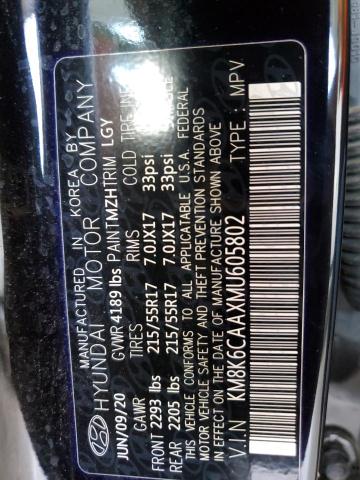 MANUFACTURED IN KOREA BY
HYUNDAI MOTOR COMPANY
JUN/09/20 GVWR 4189 lbs PAINT MZH TRIM LGY
GAWR TIRES RIMS COLD TIRE
FRONT 2293 lbs 215/55R17 7.0JX17 33psi
REAR 2205 lbs 215/55R17 7.0JX17 33psi
THIS VEHICLE CONFORMS TO ALL APPLICABLE U.S.A. FEDERAL
MOTOR VEHICLE SAFETY AND THEFT PREVENTION STANDARDS
IN EFFECT ON THE DATE OF MANUFACTURE SHOWN ABOVE
V.I.N KM8K6CAAXMU605802 TYPE : MPV